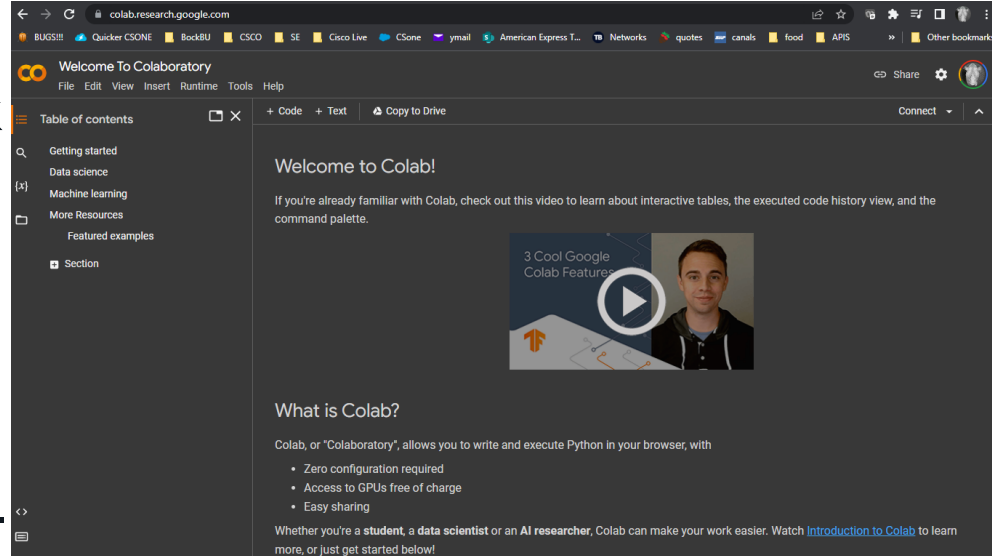 colab.research.google.com
BUGS!!! Quicker CSONE BockBU CSCO SE Cisco Live CSone ymail American Express T... Networks quotes canals food APIS » Other bookmarks
Welcome To Colaboratory
File Edit View Insert Runtime Tools Help
Share
Table of contents
+ Code + Text Copy to Drive
Connect
Getting started
Data science
{x}
Machine learning
More Resources
Featured examples
Section
Welcome to Colab!
If you're already familiar with Colab, check out this video to learn about interactive tables, the executed code history view, and the
command palette.
3 Cool Google
Colab Features
What is Colab?
Colab, or "Colaboratory", allows you to write and execute Python in your browser, with
• Zero configuration required
• Access to GPUs free of charge
• Easy sharing
Whether you're a student, a data scientist or an AI researcher, Colab can make your work easier. Watch Introduction to Colab to learn
more, or just get started below!